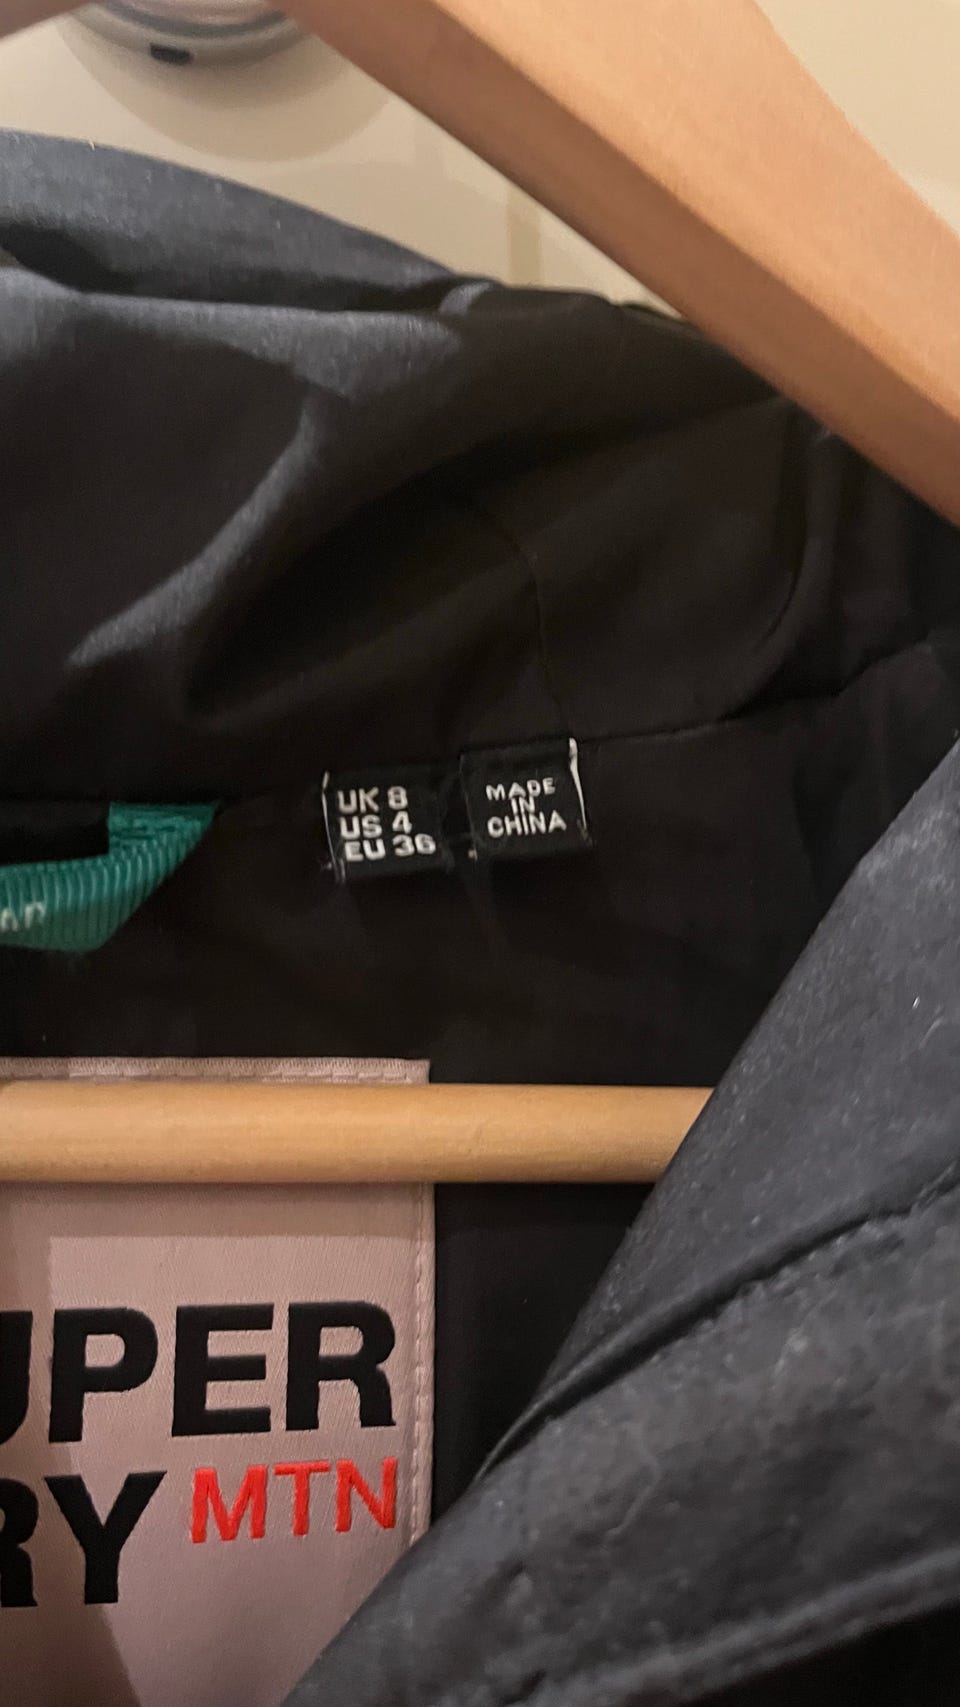 UK 8
US 4
EU 36
MADE
IN
CHINA
UPER
RY MTN